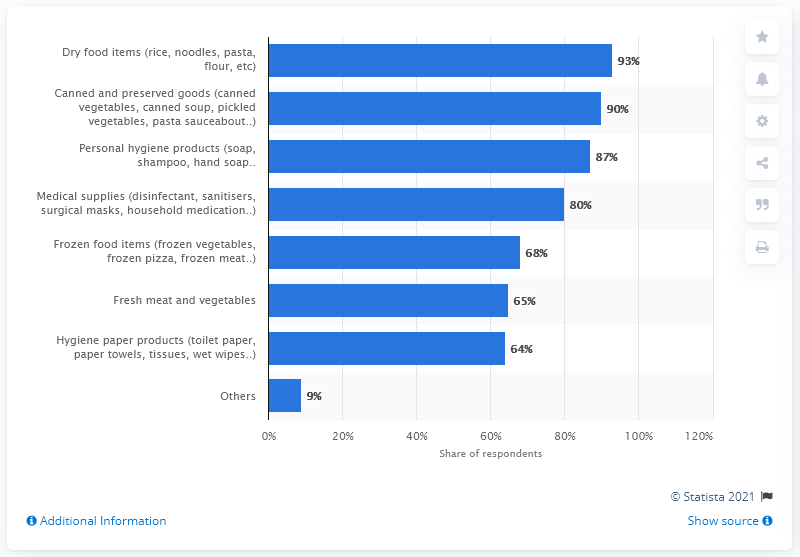 Dry food items (rice, noodles, pasta,
flour, etc)
93%
Canned and preserved goods (canned
vegetables, canned soup, pickled
vegetables, pasta sauceabout..)
90%
Personal hygiene products (soap,
shampoo, hand soap..
87%
Medical supplies (disinfectant, sanitisers,
surgical masks, household medication..)
80%
Frozen food items (frozen vegetables,
frozen pizza, frozen meat..)
68%
Fresh meat and vegetables
65%
Hygiene paper products (toilet paper,
paper towels, tissues, wet wipes..)
64%
Others
9%
0% 20% 40% 60% 80% 100% 120%
Share of respondents
© Statista 2021
Additional Information
Show source